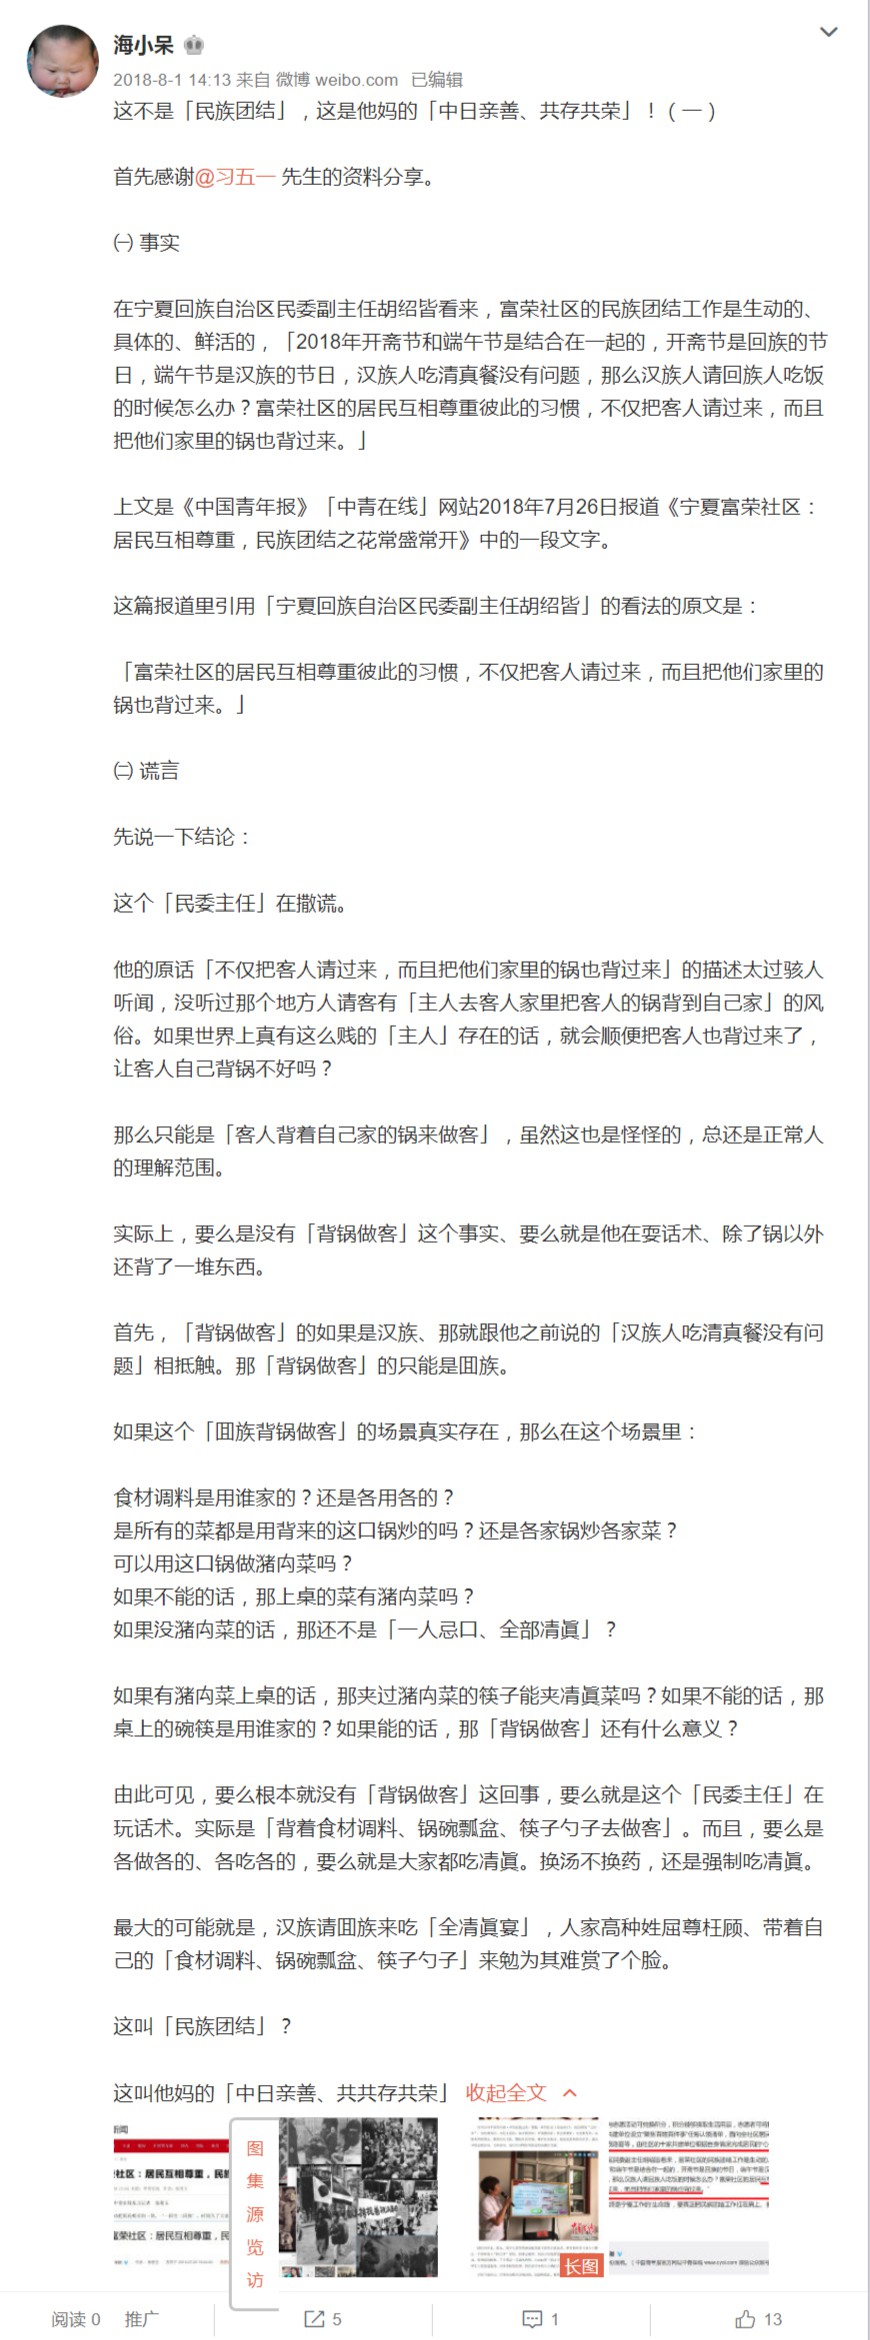 海小呆
2018-8-1 14:13 来自 微博 weibo.com 已编辑
这不是「民族团结」，这是他妈的「中日亲善、共存共荣」！（一）
首先感谢@习五一 先生的资料分享。
㈠ 事实
在宁夏回族自治区民委副主任胡绍皆看来，富荣社区的民族团结工作是生动的、
具体的、鲜活的，「2018年开斋节和端午节是结合在一起的，开斋节是回族的节
日，端午节是汉族的节日，汉族人吃清真餐没有问题，那么汉族人请回族人吃饭
的时候怎么办？富荣社区的居民互相尊重彼此的习惯，不仅把客人请过来，而且
把他们家里的锅也背过来。」
上文是《中国青年报》「中青在线」网站2018年7月26日报道《宁夏富荣社区：
居民互相尊重，民族团结之花常盛常开》中的一段文字。
这篇报道里引用「宁夏回族自治区民委副主任胡绍皆」的看法的原文是：
「富荣社区的居民互相尊重彼此的习惯，不仅把客人请过来，而且把他们家里的
锅也背过来。」
㈡ 谎言
先说一下结论：
这个「民委主任」在撒谎。
他的原话「不仅把客人请过来，而且把他们家里的锅也背过来」的描述太过骇人
听闻，没听过那个地方人请客有「主人去客人家里把客人的锅背到自己家」的风
俗。如果世界上真有这么贱的「主人」存在的话，就会顺便把客人也背过来了，
让客人自己背锅不好吗？
那么只能是「客人背着自己家的锅来做客」，虽然这也是怪怪的，总还是正常人
的理解范围。
实际上，要么是没有「背锅做客」这个事实、要么就是他在耍话术、除了锅以外
还背了一堆东西。
首先，「背锅做客」的如果是汉族、那就跟他之前说的「汉族人吃清真餐没有问
题」相抵触。那「背锅做客」的只能是囬族。
如果这个「囬族背锅做客」的场景真实存在，那么在这个场景里：
食材调料是用谁家的？还是各用各的？
是所有的菜都是用背来的这口锅炒的吗？还是各家锅炒各家菜？
可以用这口锅做潴禸菜吗？
如果不能的话，那上桌的菜有潴禸菜吗？
如果没潴禸菜的话，那还不是「一人忌口、全部凊眞」？
如果有潴禸菜上桌的话，那夹过潴禸菜的筷子能夹凊眞菜吗？如果不能的话，那
桌上的碗筷是用谁家的？如果能的话，那「背锅做客」还有什么意义？
由此可见，要么根本就没有「背锅做客」这回事，要么就是这个「民委主任」在
玩话术。实际是「背着食材调料、锅碗瓢盆、筷子勺子去做客」。而且，要么是
各做各的、各吃各的，要么就是大家都吃凊眞。换汤不换药，还是强制吃凊眞。
最大的可能就是，汉族请囬族来吃「全凊眞宴」，人家高种姓屈尊枉顾、带着自
己的「食材调料、锅碗瓢盆、筷子勺子」来勉为其难赏了个脸。
这叫「民族团结」？
这叫他妈的「中日亲善、共共存共荣」 收起全文
图集源览访
长图
阅读 0 推广 5 1 13